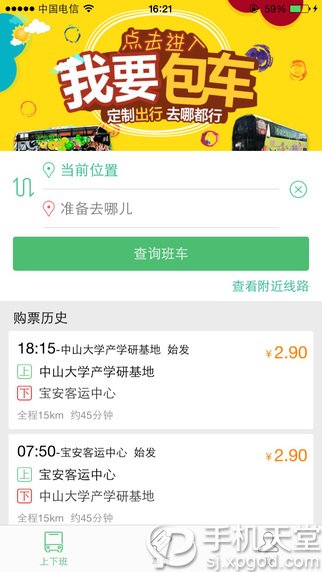 中国电信
16:21
59%
点击进入
我要包车
定制出行 去哪都行
当前位置
准备去哪儿
查询班车
查看附近线路
购票历史
18:15-中山大学产学研基地 始发
¥2.90
上 中山大学产学研基地
下 宝安客运中心
全程15km 约45分钟
07:50-宝安客运中心 始发
¥2.90
上 宝安客运中心
下 中山大学产学研基地
全程15km 约45分钟
上下班
手机天堂
sj.xpgod.com